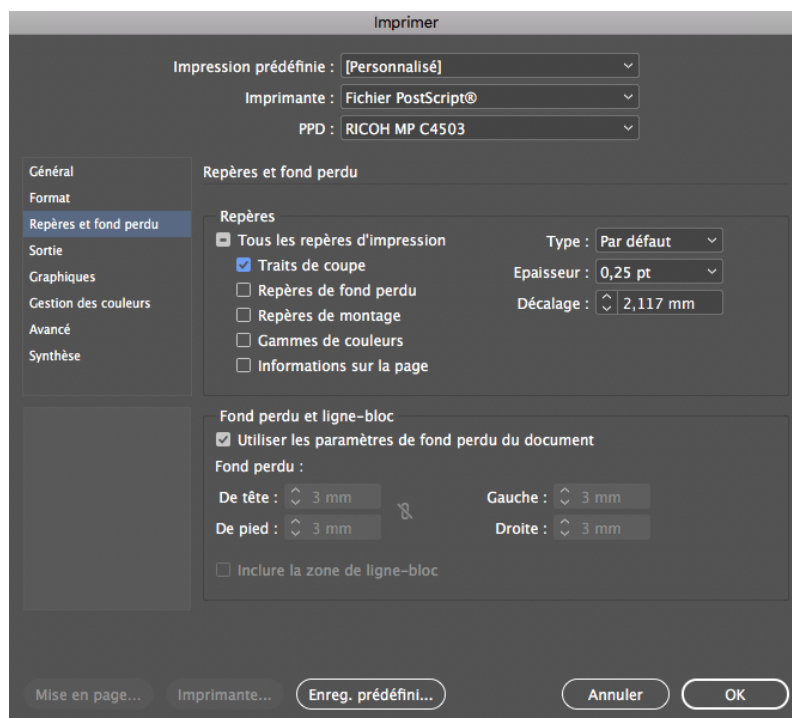 Imprimer
Impression prédéfinie : [Personnalisé]
Imprimante : Fichier PostScript®
PPD : RICOH MP C4503
Général
Format
Repères et fond perdu
Sortie
Graphiques
Gestion des couleurs
Avancé
Synthèse
Repères et fond perdu
Repères
Tous les repères d'impression
Traits de coupe
Repères de fond perdu
Repères de montage
Gammes de couleurs
Informations sur la page
Type : Par défaut
Epaisseur : 0,25 pt
Décalage : 2,117 mm
Fond perdu et ligne-bloc
Utiliser les paramètres de fond perdu du document
Fond perdu :
De tête : 3 mm
Gauche : 3 mm
De pied : 3 mm
Droite : 3 mm
Inclure la zone de ligne-bloc
Mise en page... Imprimante... Enreg. prédéfini... Annuler OK